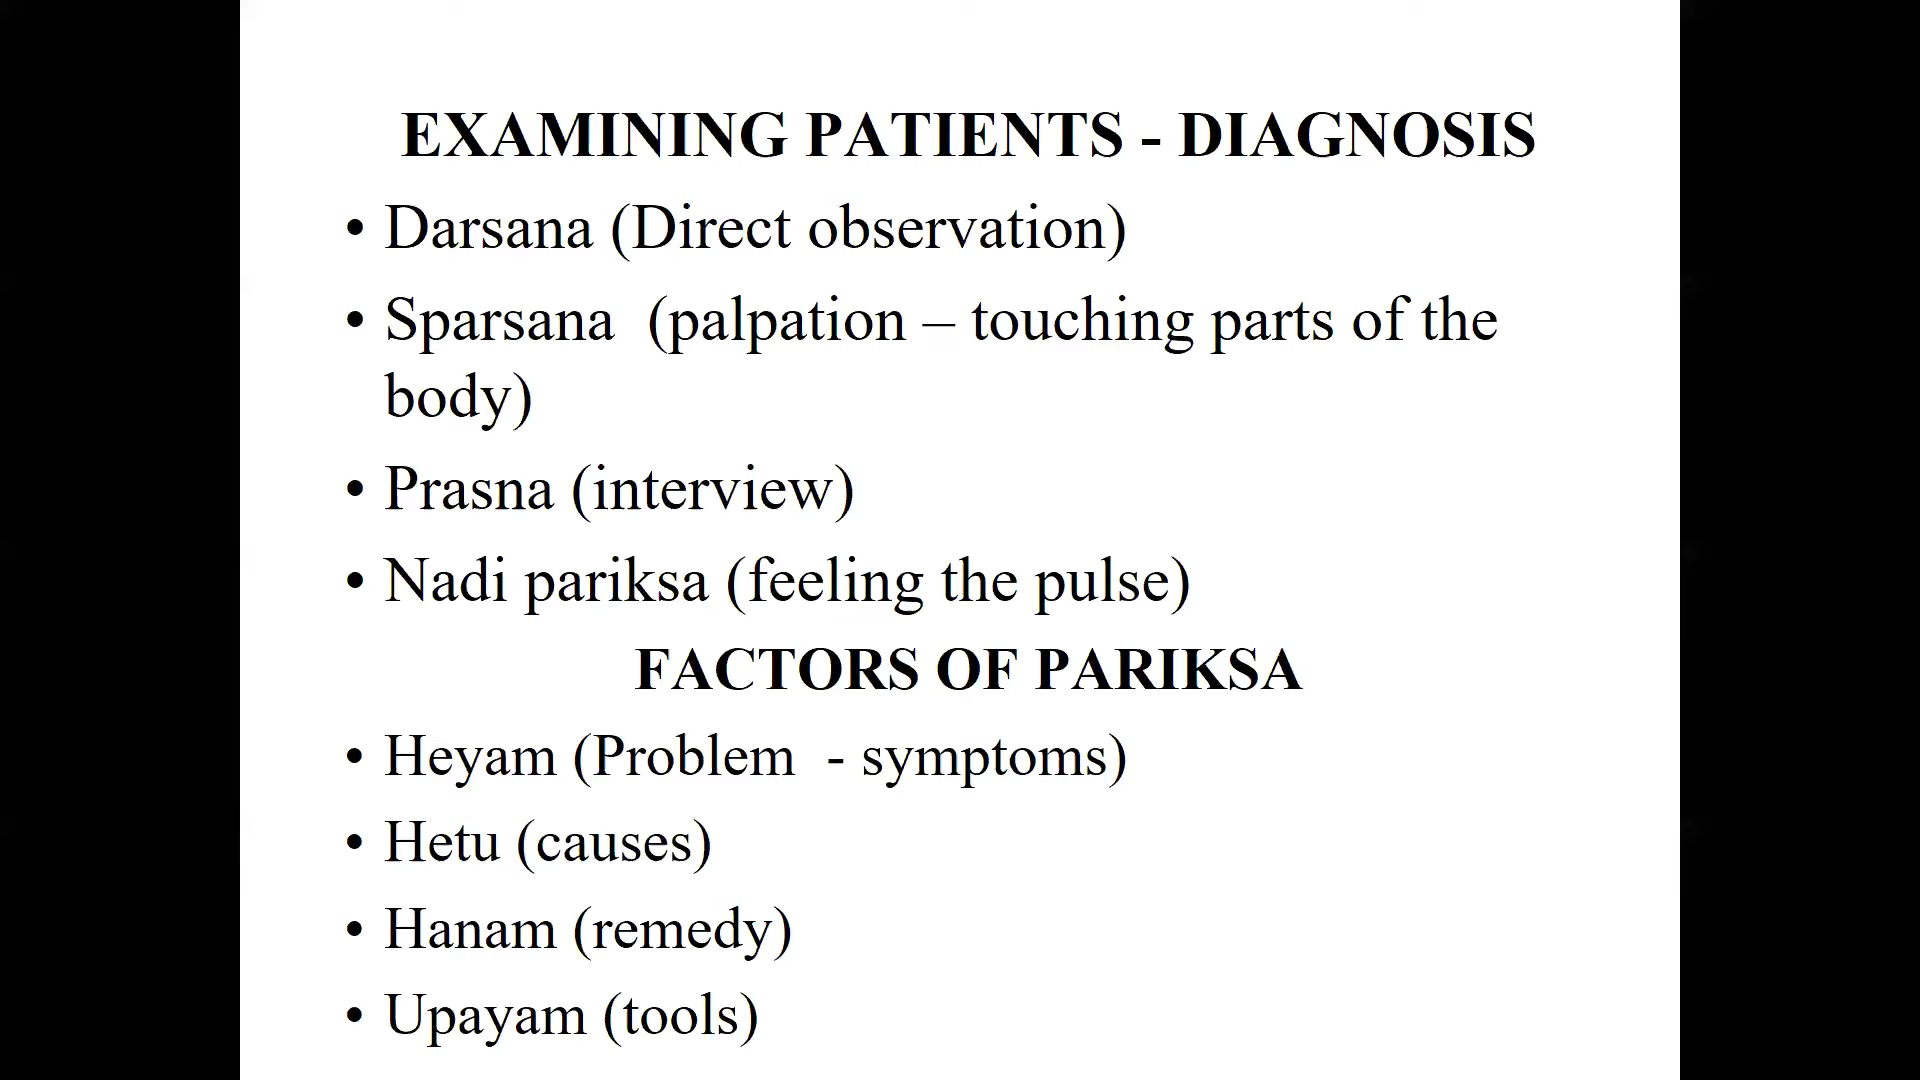 EXAMINING PATIENTS - DIAGNOSIS
• Darsana (Direct observation)
• Sparsana  (palpation – touching parts of the
body)
• Prasna (interview)
• Nadi pariksa (feeling the pulse)
FACTORS OF PARIKSA
• Heyam (Problem  - symptoms)
• Hetu (causes)
• Hanam (remedy)
• Upayam (tools)